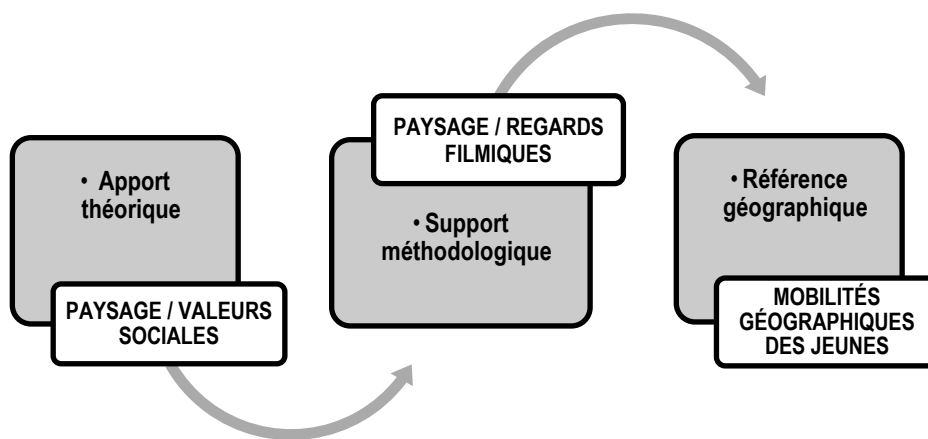 • Apport
théorique
PAYSAGE / VALEURS
SOCIALES
PAYSAGE / REGARDS
FILMIQUES
• Support
méthodologique
• Référence
géographique
MOBILITÉS
GÉOGRAPHIQUES
DES JEUNES